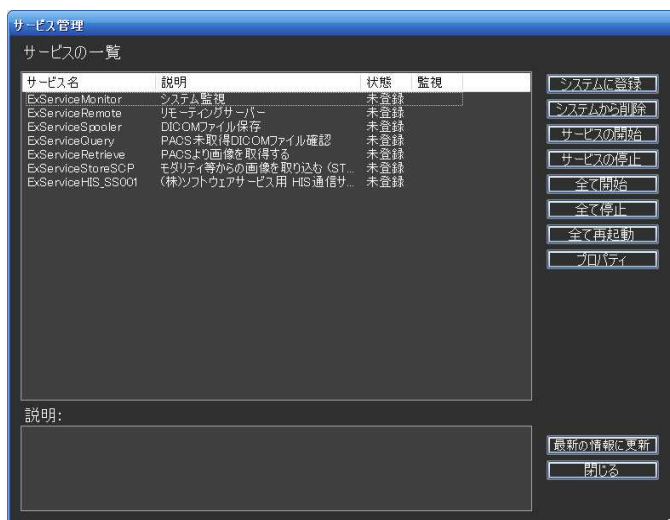 サービス管理
サービスの一覧
サービス名 説明 状態 監視
ExServiceMonitor システム監視 未登録
ExServiceRemote リモーティングサーバー 未登録
ExServiceSpooler DICOMファイル保存 未登録
ExServiceQuery PACS未取得DICOMファイル確認 未登録
ExServiceRetrieve PACSより画像を取得する 未登録
ExServiceStoreSCP モダリティ等からの画像を取り込む (ST... 未登録
ExServiceHIS_SS001 (株)ソフトウェアサービス用 HIS通信サ... 未登録
システムに登録
システムから削除
サービスの開始
サービスの停止
全て開始
全て停止
全て再起動
プロパティ
説明:
最新の情報に更新
閉じる